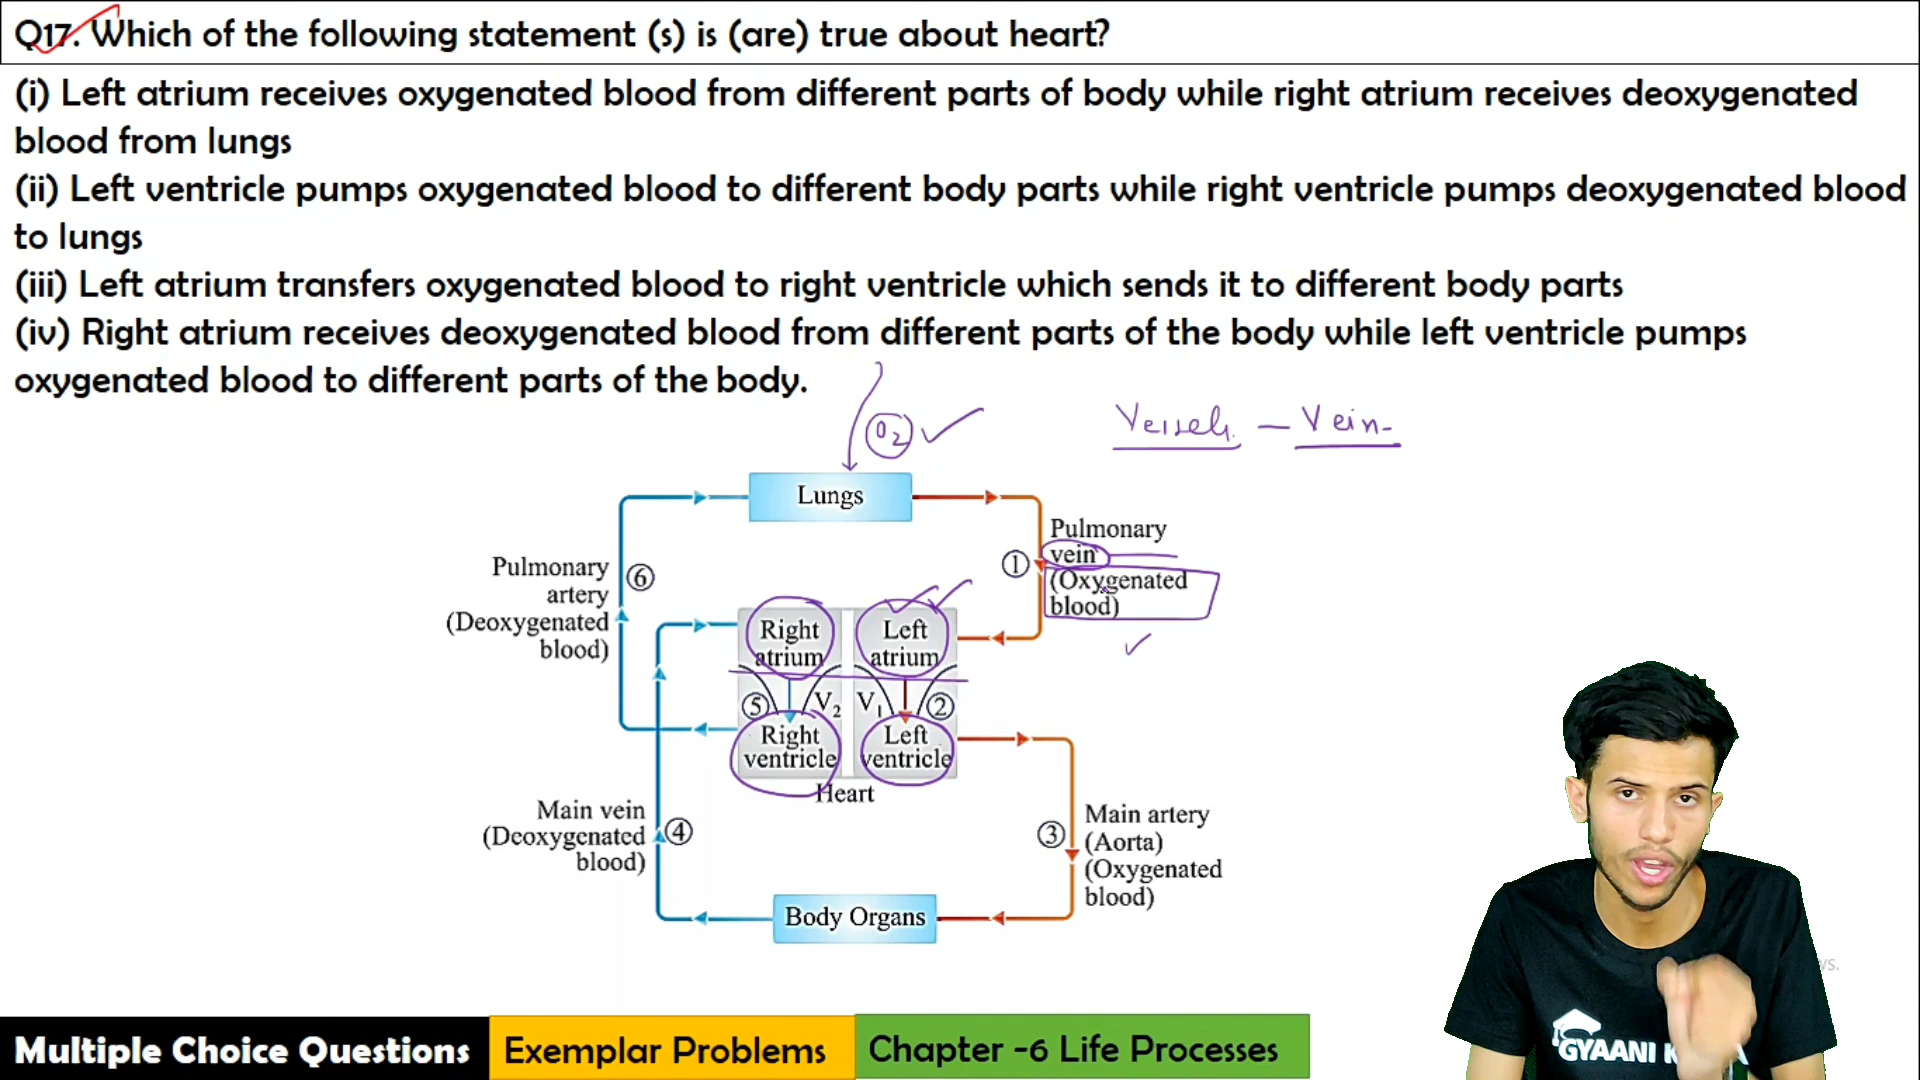 Q17. Which of the following statement (s) is (are) true about heart?
(i) Left atrium receives oxygenated blood from different parts of body while right atrium receives deoxygenated
blood from lungs
(ii) Left ventricle pumps oxygenated blood to different body parts while right ventricle pumps deoxygenated blood
to lungs
(iii) Left atrium transfers oxygenated blood to right ventricle which sends it to different body parts
(iv) Right atrium receives deoxygenated blood from different parts of the body while left ventricle pumps
oxygenated blood to different parts of the body.
O2
Vein
Lungs
Pulmonary
vein
(Oxygenated
blood)
①
Pulmonary
artery
(Deoxygenated
blood)
⑥
Right
atrium
Left
atrium
⑤ V2 V1 ②
Right
ventricle
Left
ventricle
Heart
Main vein
(Deoxygenated
blood)
④
③
Main artery
(Aorta)
(Oxygenated
blood)
Body Organs
GYAANI
Multiple Choice Questions
Exemplar Problems
Chapter -6 Life Processes